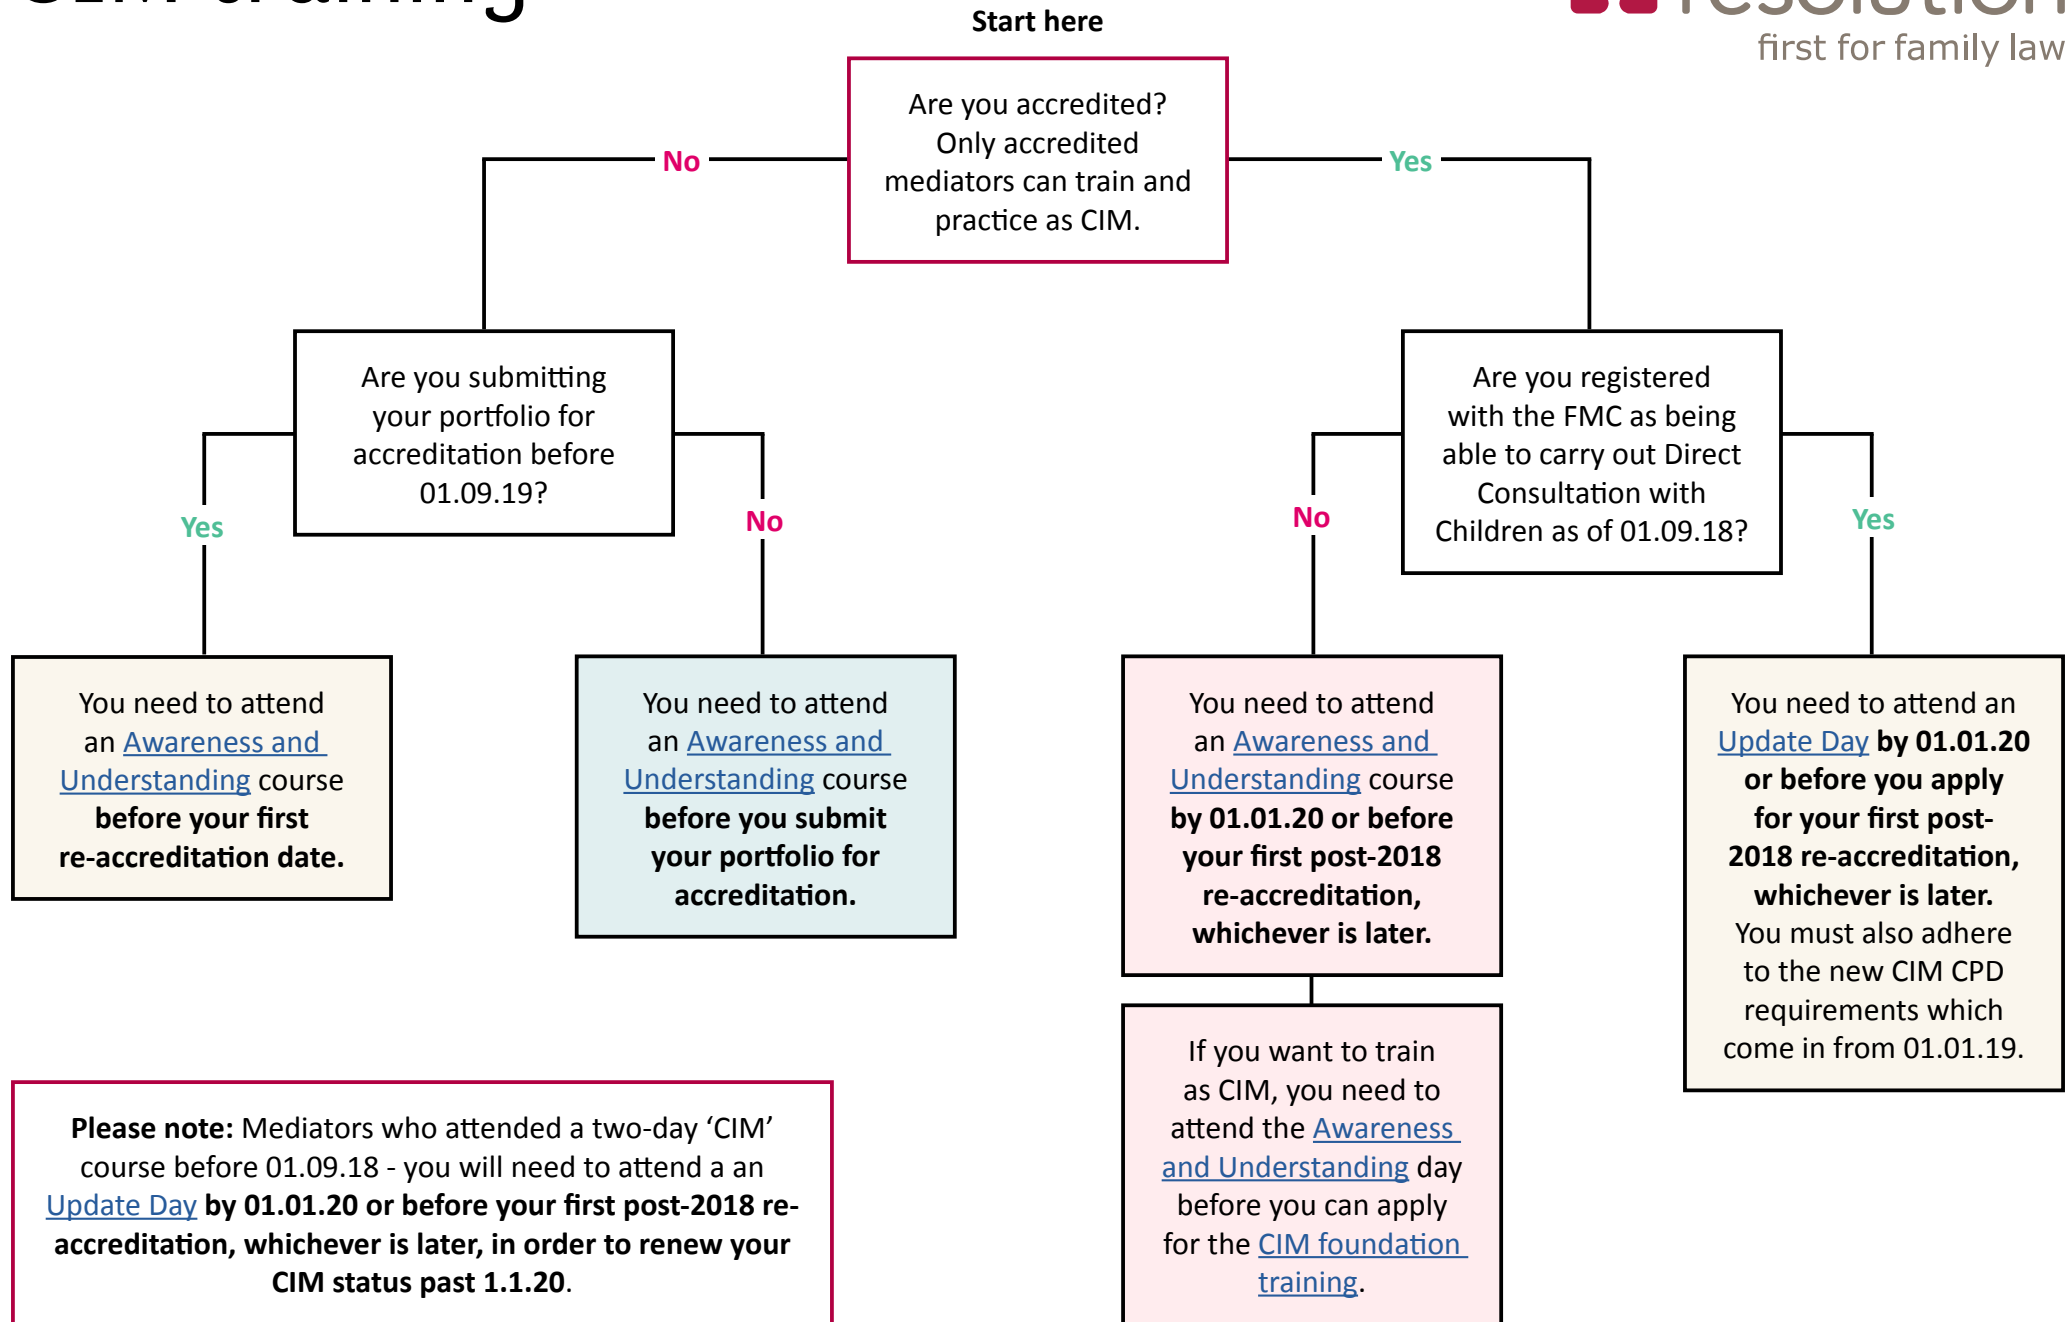 CIM training
resolution
first for family law
Start here
Are you accredited?
Only accredited
mediators can train and
practice as CIM.
No
Yes
Are you submitting
your portfolio for
accreditation before
01.09.19?
Are you registered
with the FMC as being
able to carry out Direct
Consultation with
Children as of 01.09.18?
Yes
No
No
Yes
You need to attend
an Awareness and
Understanding course
before your first
re-accreditation date.
You need to attend
an Awareness and
Understanding course
before you submit
your portfolio for
accreditation.
You need to attend
an Awareness and
Understanding course
by 01.01.20 or before
your first post-2018
re-accreditation,
whichever is later.
You need to attend an
Update Day by 01.01.20
or before you apply
for your first post-
2018 re-accreditation,
whichever is later.
You must also adhere
to the new CIM CPD
requirements which
come in from 01.01.19.
If you want to train
as CIM, you need to
attend the Awareness
and Understanding day
before you can apply
for the CIM foundation
training.
Please note: Mediators who attended a two-day ‘CIM’
course before 01.09.18 - you will need to attend a an
Update Day by 01.01.20 or before your first post-2018 re-
accreditation, whichever is later, in order to renew your
CIM status past 1.1.20.